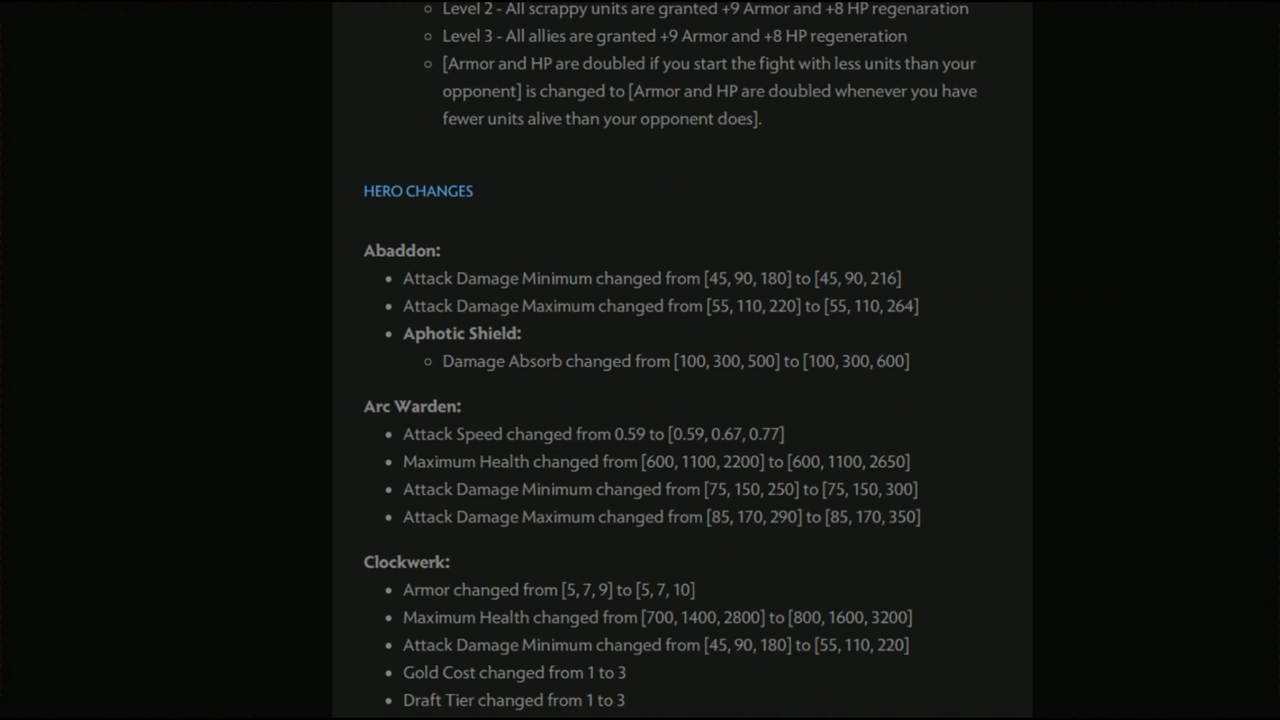 Level 2 - All scrappy units are granted +9 Armor and +8 HP regenaration
Level 3 - All allies are granted +9 Armor and +8 HP regeneration
[Armor and HP are doubled if you start the fight with less units than your
opponent] is changed to [Armor and HP are doubled whenever you have
fewer units alive than your opponent does].
HERO CHANGES
Abaddon:
Attack Damage Minimum changed from [45, 90, 180] to [45, 90, 216]
Attack Damage Maximum changed from [55, 110, 220] to [55, 110, 264]
Aphotic Shield:
Damage Absorb changed from [100, 300, 500] to [100, 300, 600]
Arc Warden:
Attack Speed changed from 0.59 to [0.59, 0.67, 0.77]
Maximum Health changed from [600, 1100, 2200] to [600, 1100, 2650]
Attack Damage Minimum changed from [75, 150, 250] to [75, 150, 300]
Attack Damage Maximum changed from [85, 170, 290] to [85, 170, 350]
Clockwerk:
Armor changed from [5, 7, 9] to [5, 7, 10]
Maximum Health changed from [700, 1400, 2800] to [800, 1600, 3200]
Attack Damage Minimum changed from [45, 90, 180] to [55, 110, 220]
Gold Cost changed from 1 to 3
Draft Tier changed from 1 to 3